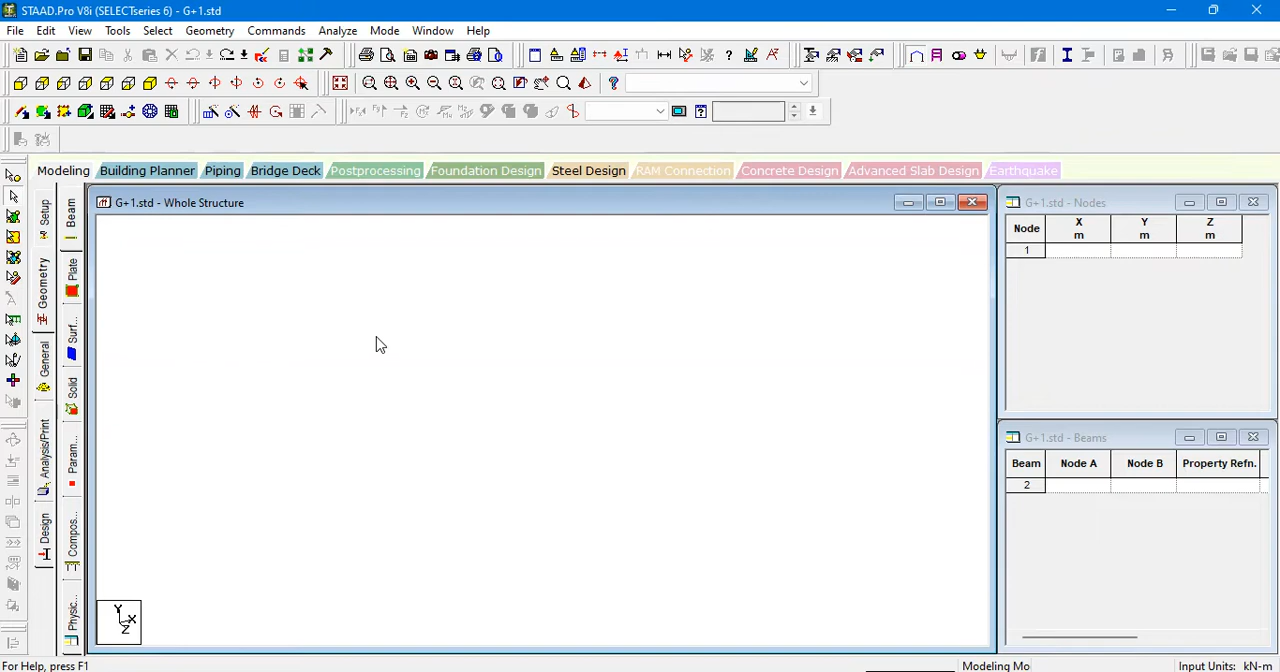 STAAD.Pro V8i (SELECTseries 6) - G+1.std
File Edit View Tools Select Geometry Commands Analyze Mode Window Help
Modeling Building Planner Piping Bridge Deck Postprocessing Foundation Design Steel Design RAM Connection Concrete Design Advanced Slab Design Earthquake
Setup
Geometry
General
Analysis/Print
Design
Beam
Plate
Surf...
Solid
Param...
Compos...
Physic...
G+1.std - Whole Structure
Y
X
Z
G+1.std - Nodes
Node X Y Z
m m m
1
G+1.std - Beams
Beam Node A Node B Property Refn.
2
For Help, press F1
Modeling Mo
Input Units: kN-m